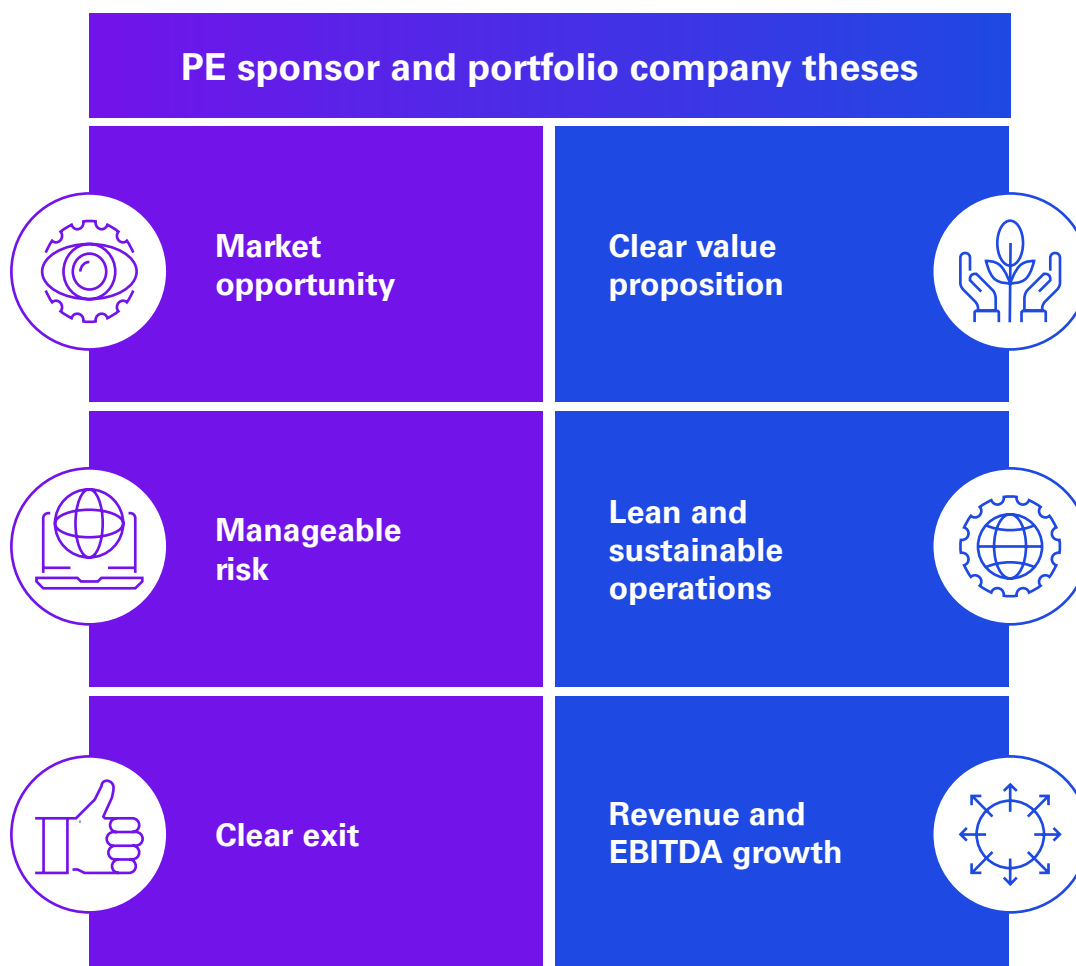 PE sponsor and portfolio company theses
Market
opportunity
Clear value
proposition
Manageable
risk
Lean and
sustainable
operations
Clear exit
Revenue and
EBITDA growth